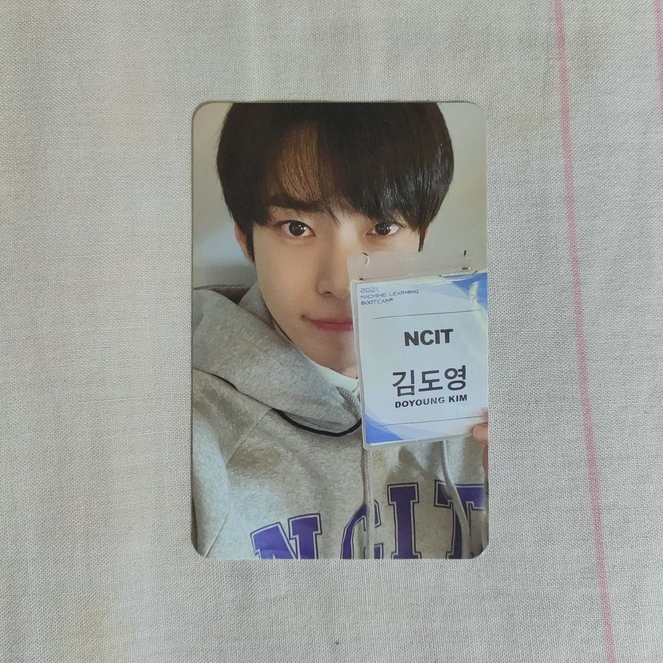 2021
MACHINE LEARNING
BOOTCAMP
NCIT
김도영
DOYOUNG KIM
NCIT